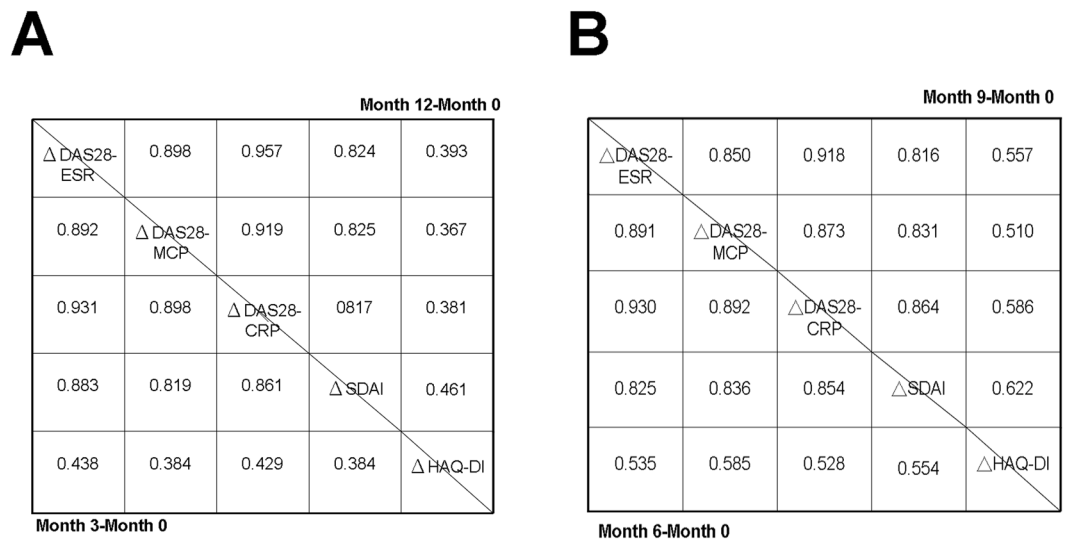 A
B
Month 12-Month 0
Month 9-Month 0
Δ DAS28-
ESR
0.898
0.957
0.824
0.393
0.892
Δ DAS28-
MCP
0.919
0.825
0.367
0.931
0.898
Δ DAS28-
CRP
0817
0.381
0.883
0.819
0.861
Δ SDAI
0.461
0.438
0.384
0.429
0.384
Δ HAQ-DI
Month 3-Month 0
△DAS28-
ESR
0.850
0.918
0.816
0.557
0.891
△DAS28-
MCP
0.873
0.831
0.510
0.930
0.892
△DAS28-
CRP
0.864
0.586
0.825
0.836
0.854
△SDAI
0.622
0.535
0.585
0.528
0.554
△HAQ-DI
Month 6-Month 0